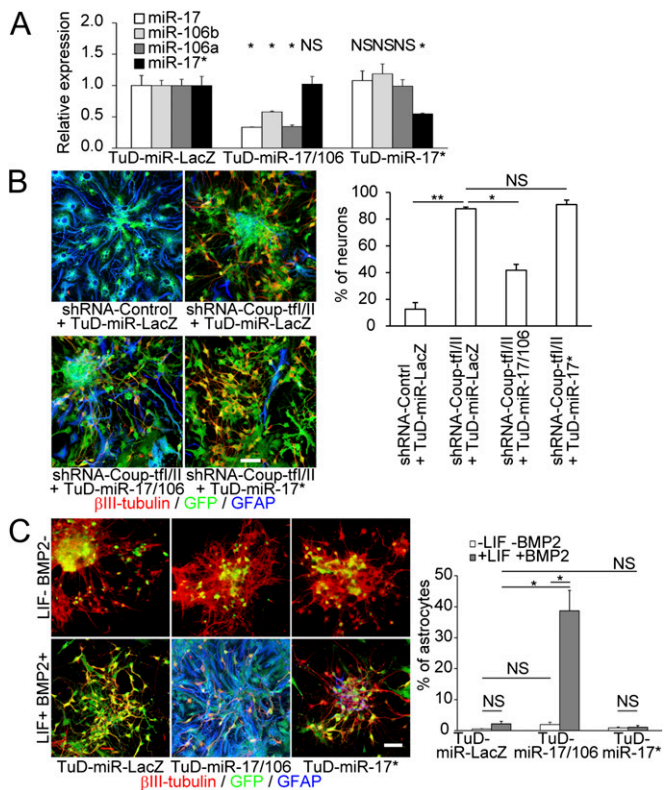 A
miR-17
miR-106b
miR-106a
miR-17*
Relative expression
2.0
1.5
1.0
0.5
0.0
* * * NS
NSNSNS *
TuD-miR-LacZ TuD-miR-17/106 TuD-miR-17*
B
shRNA-Control
+ TuD-miR-LacZ
shRNA-Coup-tfI/II
+ TuD-miR-LacZ
shRNA-Coup-tfI/II
+ TuD-miR-17/106
shRNA-Coup-tfI/II
+ TuD-miR-17*
βIII-tubulin / GFP / GFAP
% of neurons
100
80
60
40
20
0
NS
** *
shRNA-Control
+ TuD-miR-LacZ
shRNA-Coup-tfI/II
+ TuD-miR-LacZ
shRNA-Coup-tfI/II
+ TuD-miR-17/106
shRNA-Coup-tfI/II
+ TuD-miR-17*
C
LIF- BMP2-
LIF+ BMP2+
TuD-miR-LacZ TuD-miR-17/106 TuD-miR-17*
βIII-tubulin / GFP / GFAP
-LIF -BMP2
+LIF +BMP2
% of astrocytes
50
40
30
20
10
0
NS
* *
NS
NS
NS
TuD-
miR-LacZ
TuD-
miR-17/106
TuD-
miR-17*